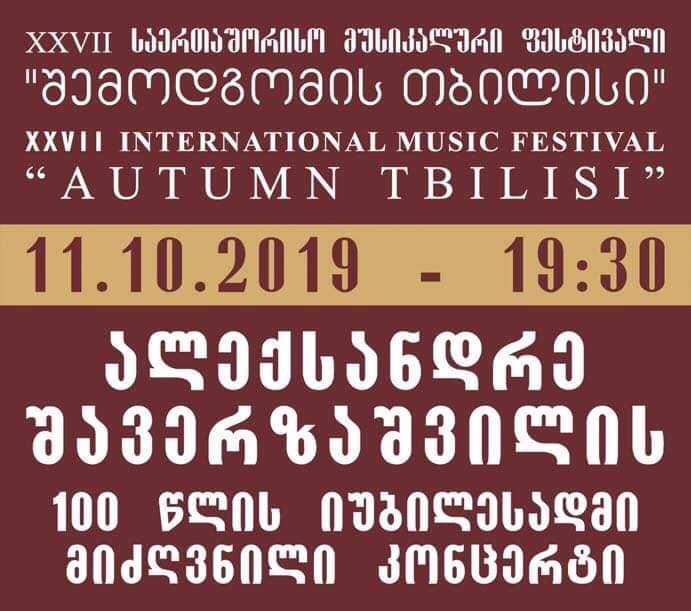 XXVII საერთაშორისო მუსიკალური ფესტივალი
"შემოდგომის თბილისი"
XXVII INTERNATIONAL MUSIC FESTIVAL
“AUTUMN TBILISI”
11.10.2019 - 19:30
ალექსანდრე
შავერზაშვილის
100 წლის იუბილესადმი
მიძღვნილი კონცერტი